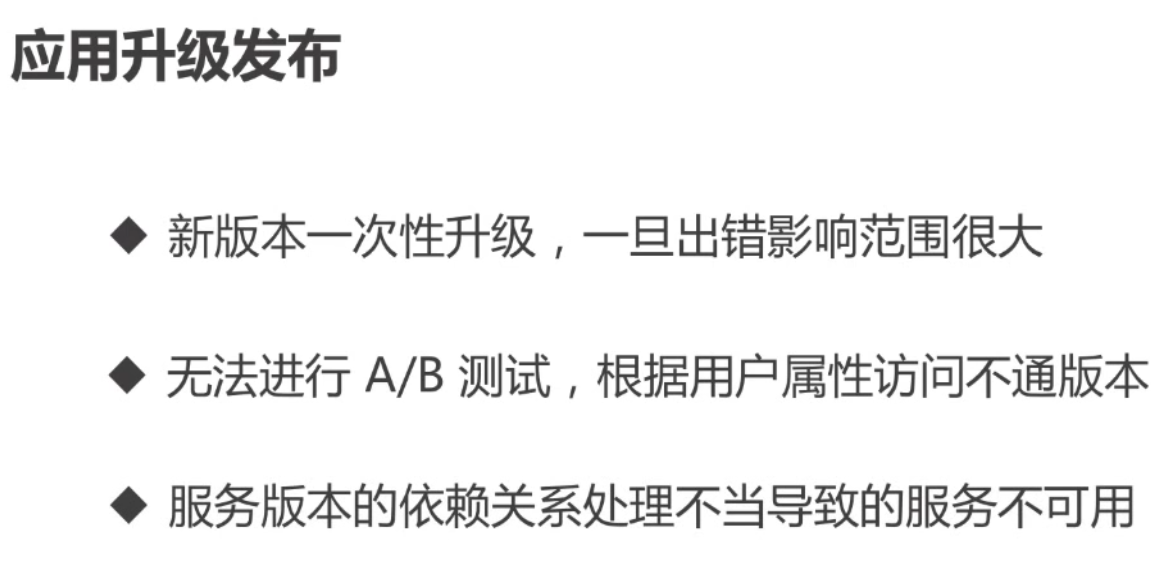 应用升级发布
◆ 新版本一次性升级，一旦出错影响范围很大
◆ 无法进行 A/B 测试，根据用户属性访问不通版本
◆ 服务版本的依赖关系处理不当导致的服务不可用